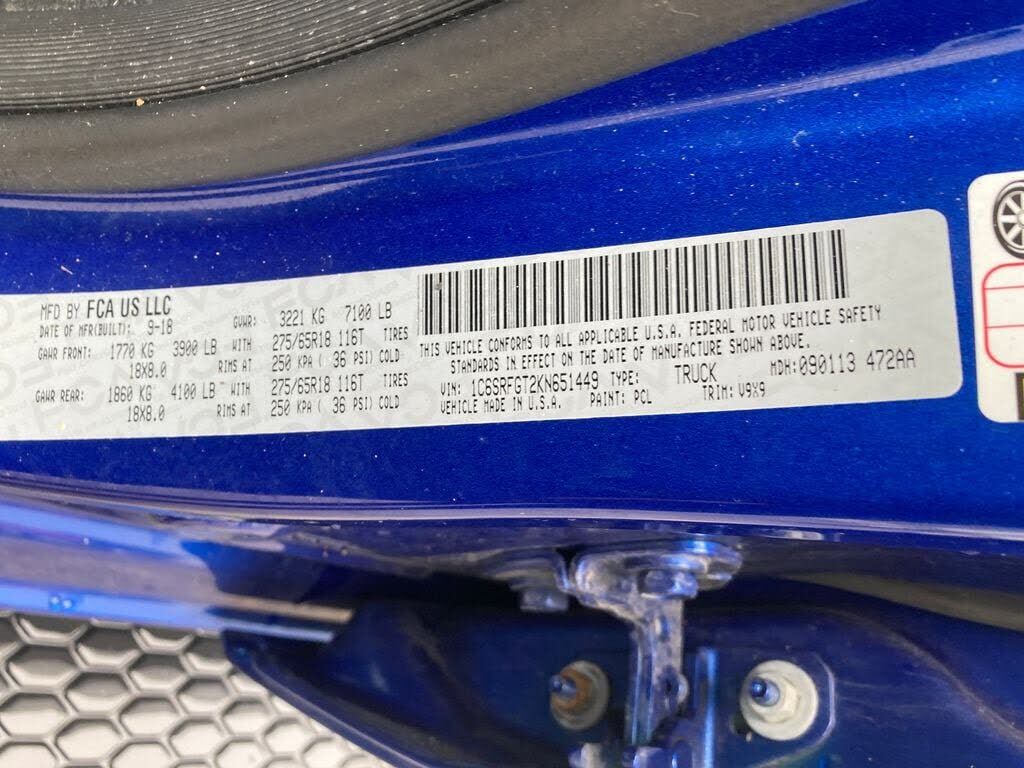 MFD BY FCA US LLC
DATE OF MFR(BUILT): 9-18 GVWR: 3221 KG 7100 LB
GAWR FRONT: 1770 KG 3900 LB WITH 275/65R18 116T TIRES
18X8.0 RIMS AT 250 KPA ( 36 PSI) COLD
GAWR REAR: 1860 KG 4100 LB WITH 275/65R18 116T TIRES
18X8.0 RIMS AT 250 KPA ( 36 PSI) COLD
THIS VEHICLE CONFORMS TO ALL APPLICABLE U.S.A. FEDERAL MOTOR VEHICLE SAFETY
STANDARDS IN EFFECT ON THE DATE OF MANUFACTURE SHOWN ABOVE.
VIN: 1C6SRFGT2KN651449 TYPE: TRUCK MDH: 090113 472AA
VEHICLE MADE IN U.S.A. PAINT: PCL TRIM: V9X9